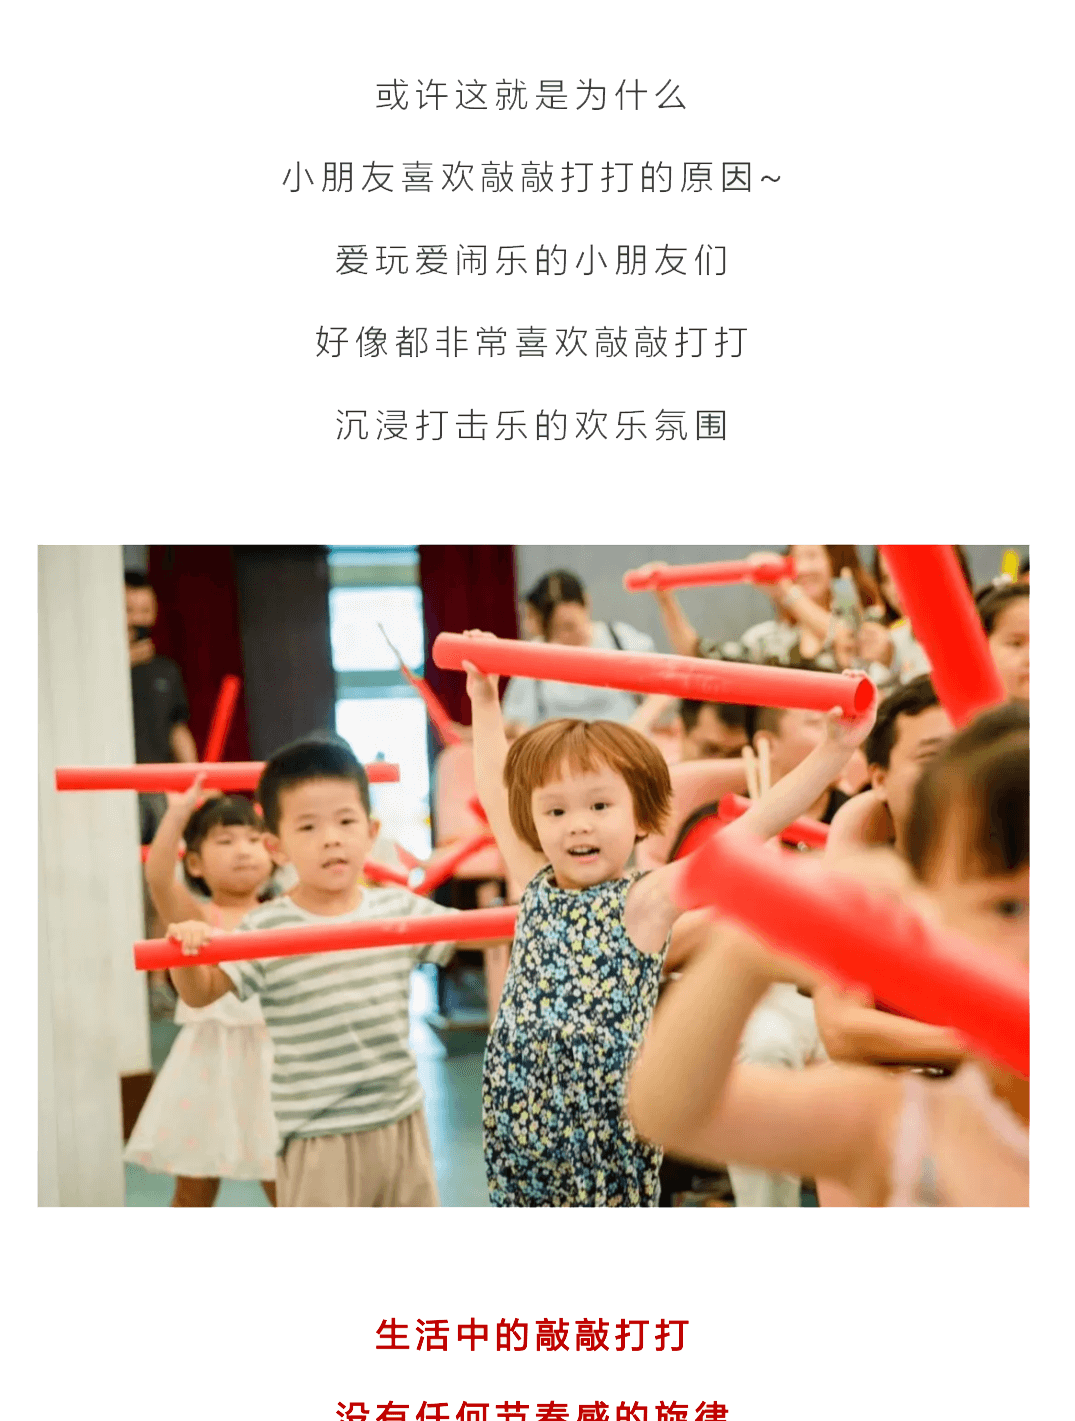 或许这就是为什么
小朋友喜欢敲敲打打的原因~
爱玩爱闹乐的小朋友们
好像都非常喜欢敲敲打打
沉浸打击乐的欢乐氛围
生活中的敲敲打打
没有任何节奏感的旋律